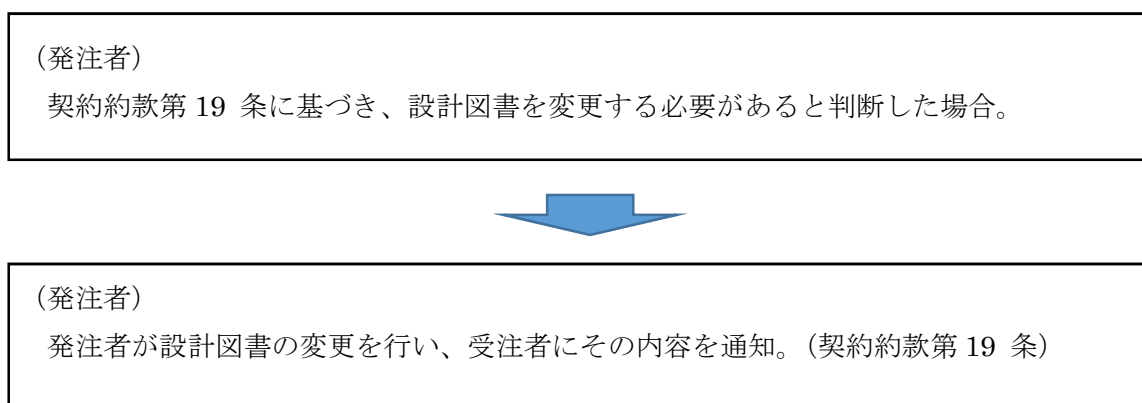 （発注者）
契約約款第 19 条に基づき、設計図書を変更する必要があると判断した場合。
（発注者）
発注者が設計図書の変更を行い、受注者にその内容を通知。（契約約款第 19 条）